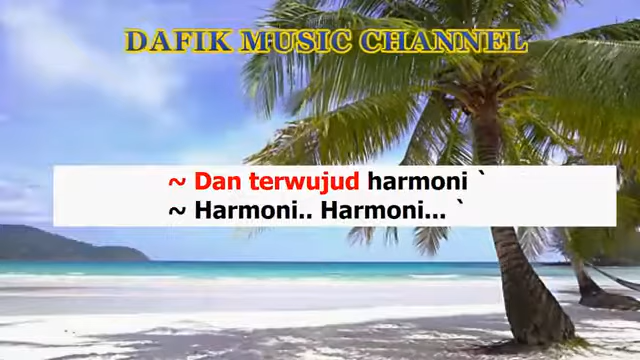 DAFIK MUSIC CHANNEL
~ Dan terwujud harmoni `
~ Harmoni.. Harmoni... `